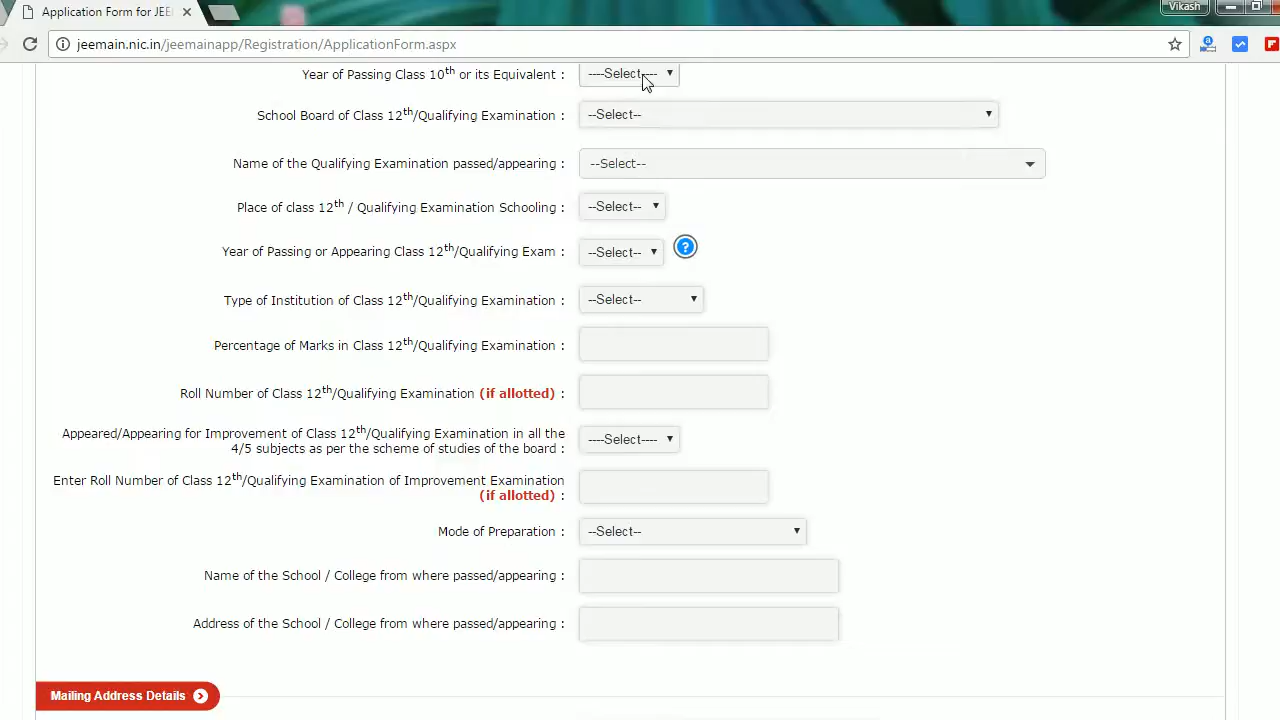 Application Form for JEE
Vikash
jeemain.nic.in/jeemainapp/Registration/ApplicationForm.aspx
Year of Passing Class 10th or its Equivalent : ----Select----
School Board of Class 12th/Qualifying Examination : --Select--
Name of the Qualifying Examination passed/appearing : --Select--
Place of class 12th / Qualifying Examination Schooling : --Select--
Year of Passing or Appearing Class 12th/Qualifying Exam : --Select-- ?
Type of Institution of Class 12th/Qualifying Examination : --Select--
Percentage of Marks in Class 12th/Qualifying Examination :
Roll Number of Class 12th/Qualifying Examination (if allotted) :
Appeared/Appearing for Improvement of Class 12th/Qualifying Examination in all the
4/5 subjects as per the scheme of studies of the board : ----Select----
Enter Roll Number of Class 12th/Qualifying Examination of Improvement Examination
(if allotted) :
Mode of Preparation : --Select--
Name of the School / College from where passed/appearing :
Address of the School / College from where passed/appearing :
Mailing Address Details